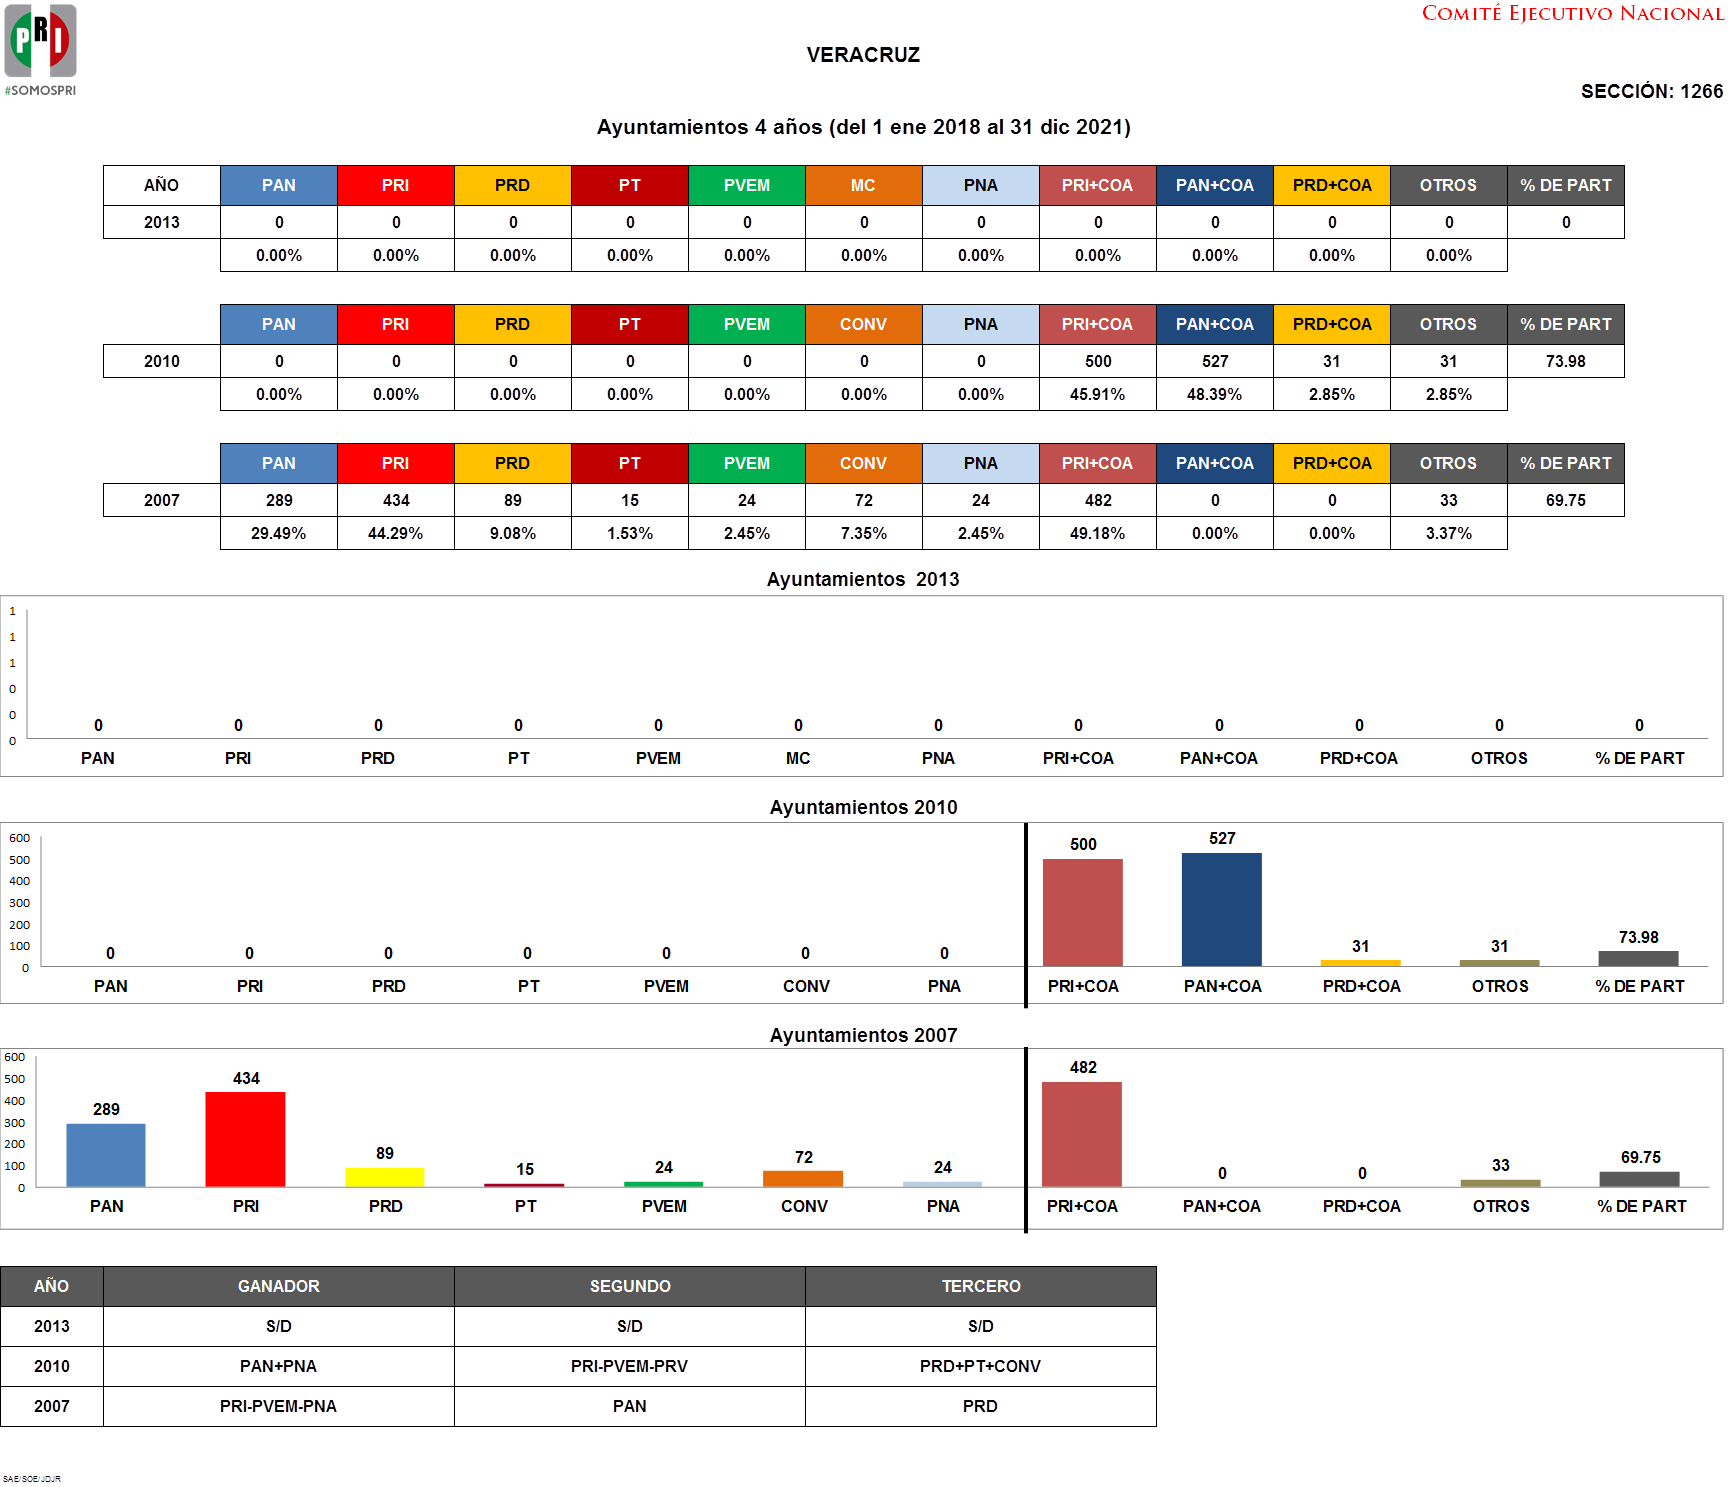 COMITÉ EJECUTIVO NACIONAL
PRI
#SOMOSPRI
VERACRUZ
SECCIÓN: 1266
Ayuntamientos 4 años (del 1 ene 2018 al 31 dic 2021)
AÑO PAN PRI PRD PT PVEM MC PNA PRI+COA PAN+COA PRD+COA OTROS % DE PART
2013 0 0 0 0 0 0 0 0 0 0 0 0
0.00% 0.00% 0.00% 0.00% 0.00% 0.00% 0.00% 0.00% 0.00% 0.00% 0.00%
PAN PRI PRD PT PVEM CONV PNA PRI+COA PAN+COA PRD+COA OTROS % DE PART
2010 0 0 0 0 0 0 0 500 527 31 31 73.98
0.00% 0.00% 0.00% 0.00% 0.00% 0.00% 0.00% 45.91% 48.39% 2.85% 2.85%
PAN PRI PRD PT PVEM CONV PNA PRI+COA PAN+COA PRD+COA OTROS % DE PART
2007 289 434 89 15 24 72 24 482 0 0 33 69.75
29.49% 44.29% 9.08% 1.53% 2.45% 7.35% 2.45% 49.18% 0.00% 0.00% 3.37%
Ayuntamientos 2013
1
1
1
0
0
0
0 0 0 0 0 0 0 0 0 0 0 0
PAN PRI PRD PT PVEM MC PNA PRI+COA PAN+COA PRD+COA OTROS % DE PART
Ayuntamientos 2010
600
500
400
300
200
100
0
0 0 0 0 0 0 0 500 527 31 31 73.98
PAN PRI PRD PT PVEM CONV PNA PRI+COA PAN+COA PRD+COA OTROS % DE PART
Ayuntamientos 2007
600
500
400
300
200
100
0
289 434 89 15 24 72 24 482 0 0 33 69.75
PAN PRI PRD PT PVEM CONV PNA PRI+COA PAN+COA PRD+COA OTROS % DE PART
AÑO GANADOR SEGUNDO TERCERO
2013 S/D S/D S/D
2010 PAN+PNA PRI-PVEM-PRV PRD+PT+CONV
2007 PRI-PVEM-PNA PAN PRD
SAE/SOE/JDJR